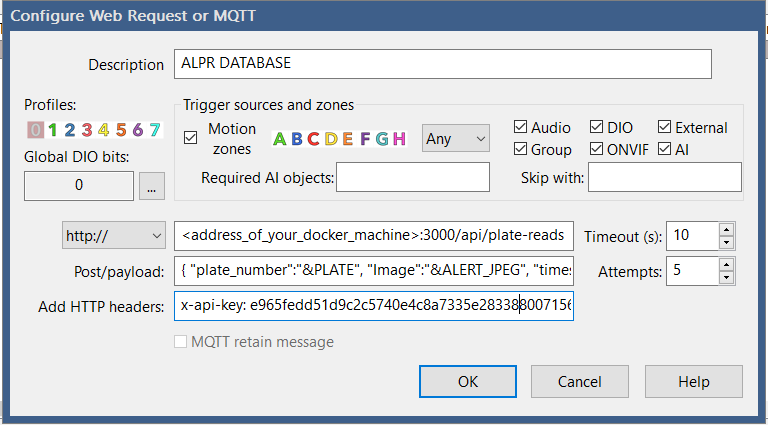 Configure Web Request or MQTT
Description
ALPR DATABASE
Profiles:
0 1 2 3 4 5 6 7
Global DIO bits:
0
...
Trigger sources and zones
Motion zones
A B C D E F G H
Any
Audio
DIO
External
Group
ONVIF
AI
Required AI objects:
Skip with:
http://
<address_of_your_docker_machine>:3000/api/plate-reads
Timeout (s):
10
Post/payload:
{ "plate_number":"&PLATE", "Image":"&ALERT_JPEG", "times
Attempts:
5
Add HTTP headers:
x-api-key: e965fedd51d9c2c5740e4c8a7335e283388007156
MQTT retain message
OK
Cancel
Help